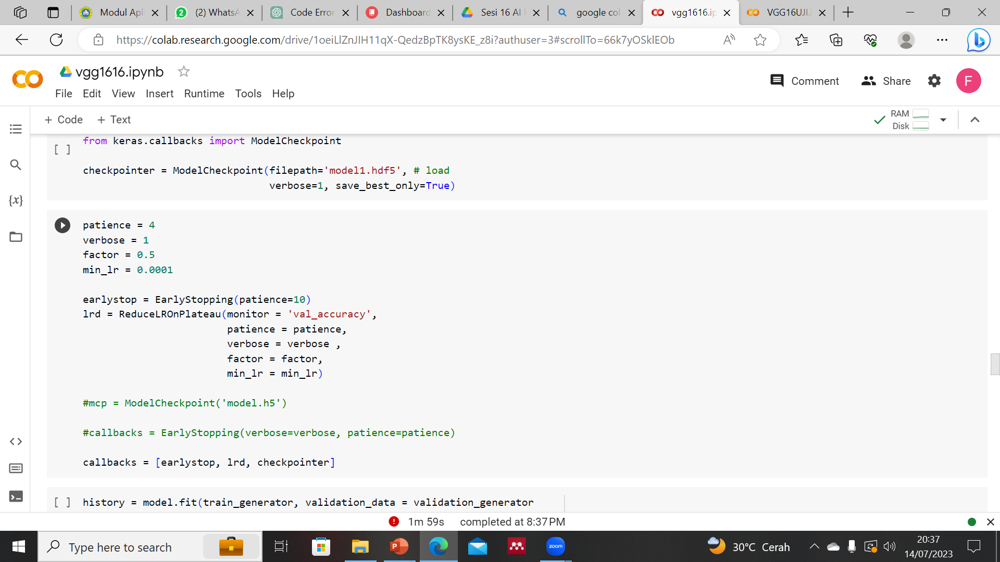 Modul Apl
(2) WhatsA
Code Error
Dashboard
Sesi 16 AI
google col
vgg1616.ip
VGG16UJI.i
https://colab.research.google.com/drive/1oeiLlZnJIH11qX-QedzBpTK8ysKE_z8i?authuser=3#scrollTo=66k7yOSklEOb
vgg1616.ipynb
Comment
Share
F
File Edit View Insert Runtime Tools Help
+ Code + Text
RAM
Disk
[ ]
from keras.callbacks import ModelCheckpoint
checkpointer = ModelCheckpoint(filepath='model1.hdf5', # load
verbose=1, save_best_only=True)
patience = 4
verbose = 1
factor = 0.5
min_lr = 0.0001
earlystop = EarlyStopping(patience=10)
lrd = ReduceLROnPlateau(monitor = 'val_accuracy',
patience = patience,
verbose = verbose ,
factor = factor,
min_lr = min_lr)
#mcp = ModelCheckpoint('model.h5')
#callbacks = EarlyStopping(verbose=verbose, patience=patience)
callbacks = [earlystop, lrd, checkpointer]
[ ] history = model.fit(train_generator, validation_data = validation_generator
1m 59s completed at 8:37 PM
Type here to search
zoom
30°C Cerah
20:37
14/07/2023